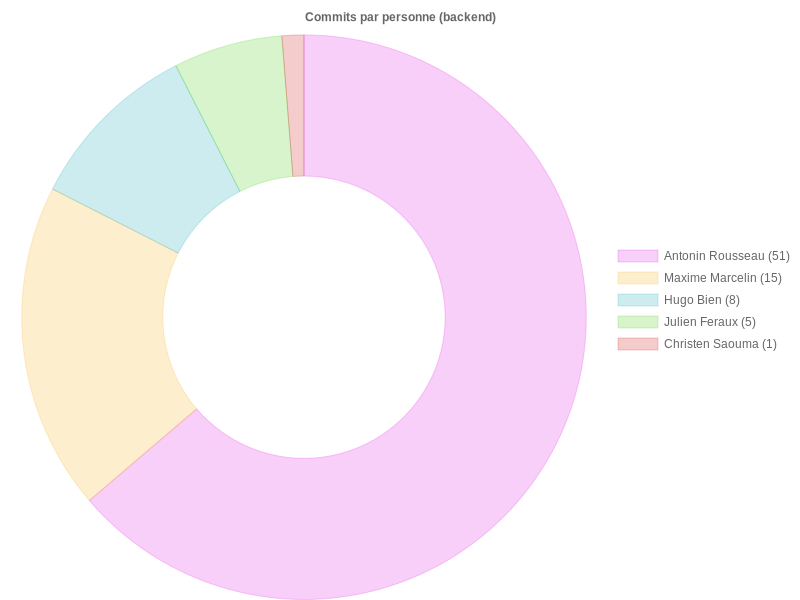 Commits par personne (backend)
Antonin Rousseau (51)
Maxime Marcelin (15)
Hugo Bien (8)
Julien Feraux (5)
Christen Saouma (1)